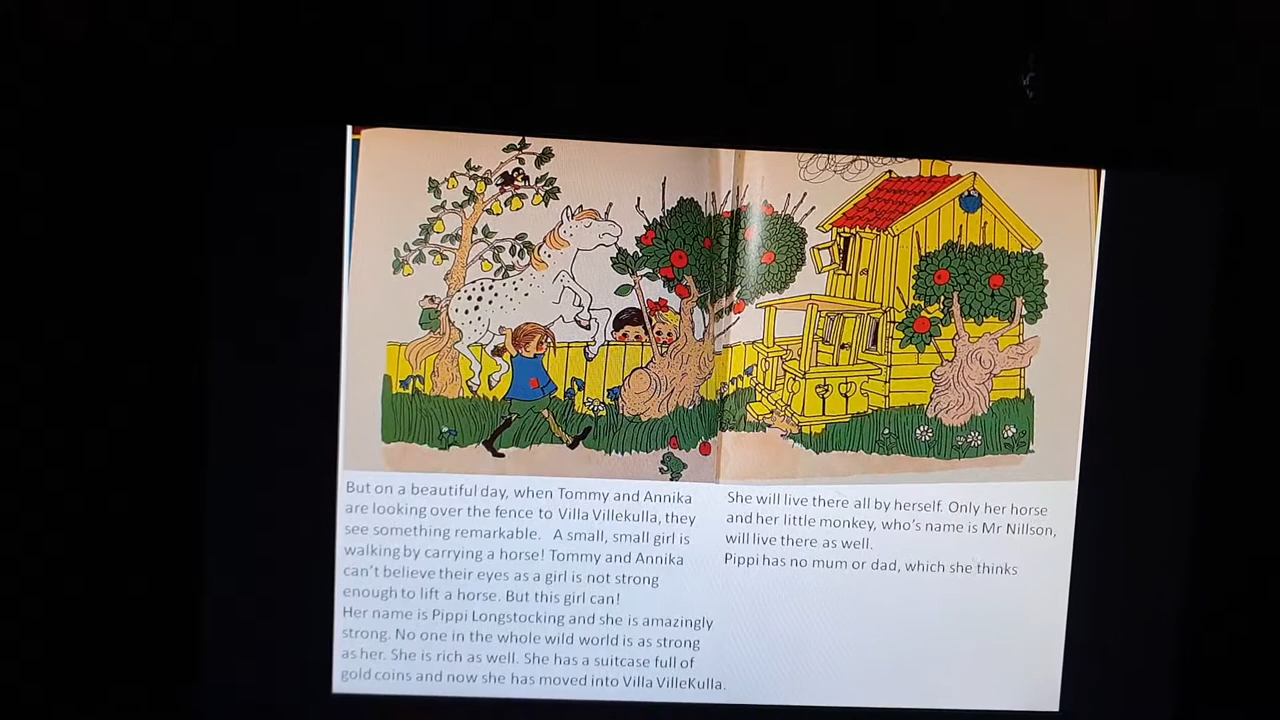 But on a beautiful day, when Tommy and Annika
are looking over the fence to Villa Villekulla, they
see something remarkable. A small, small girl is
walking by carrying a horse! Tommy and Annika
can't believe their eyes as a girl is not strong
enough to lift a horse. But this girl can!
Her name is Pippi Longstocking and she is amazingly
strong. No one in the whole wild world is as strong
as her. She is rich as well. She has a suitcase full of
gold coins and now she has moved into Villa VilleKulla.
She will live there all by herself. Only her horse
and her little monkey, who's name is Mr Nillson,
will live there as well.
Pippi has no mum or dad, which she thinks